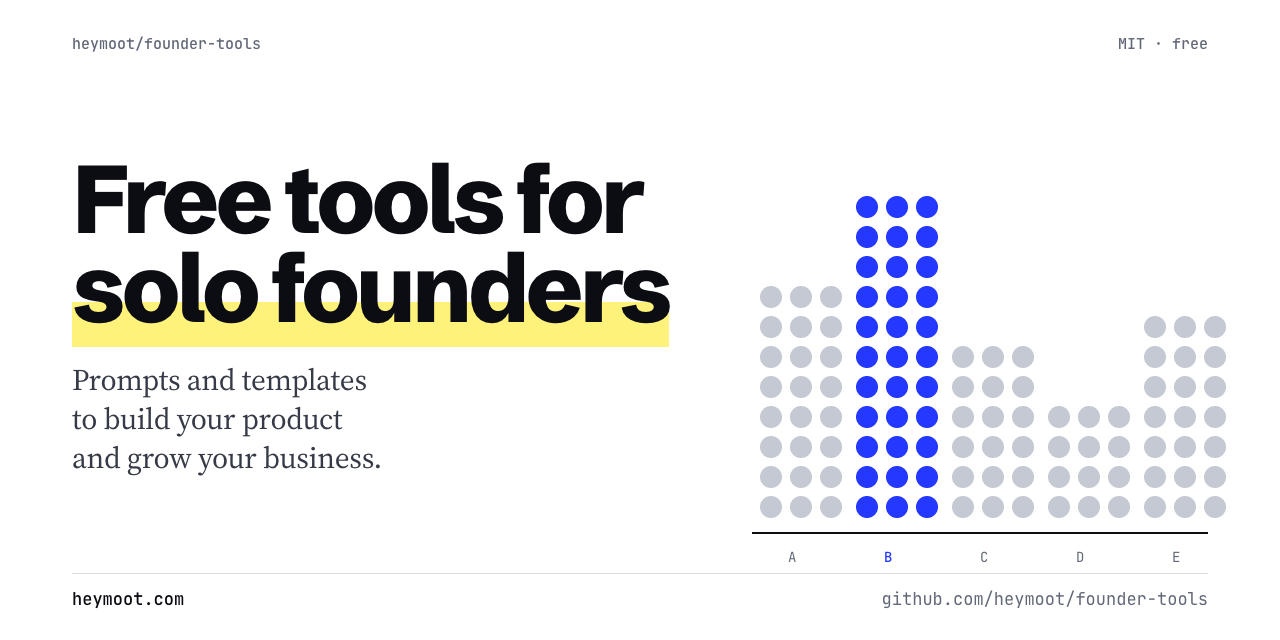 heymoot/founder-tools
MIT · free
Free tools for
solo founders
Prompts and templates
to build your product
and grow your business.
A B C D E
heymoot.com
github.com/heymoot/founder-tools